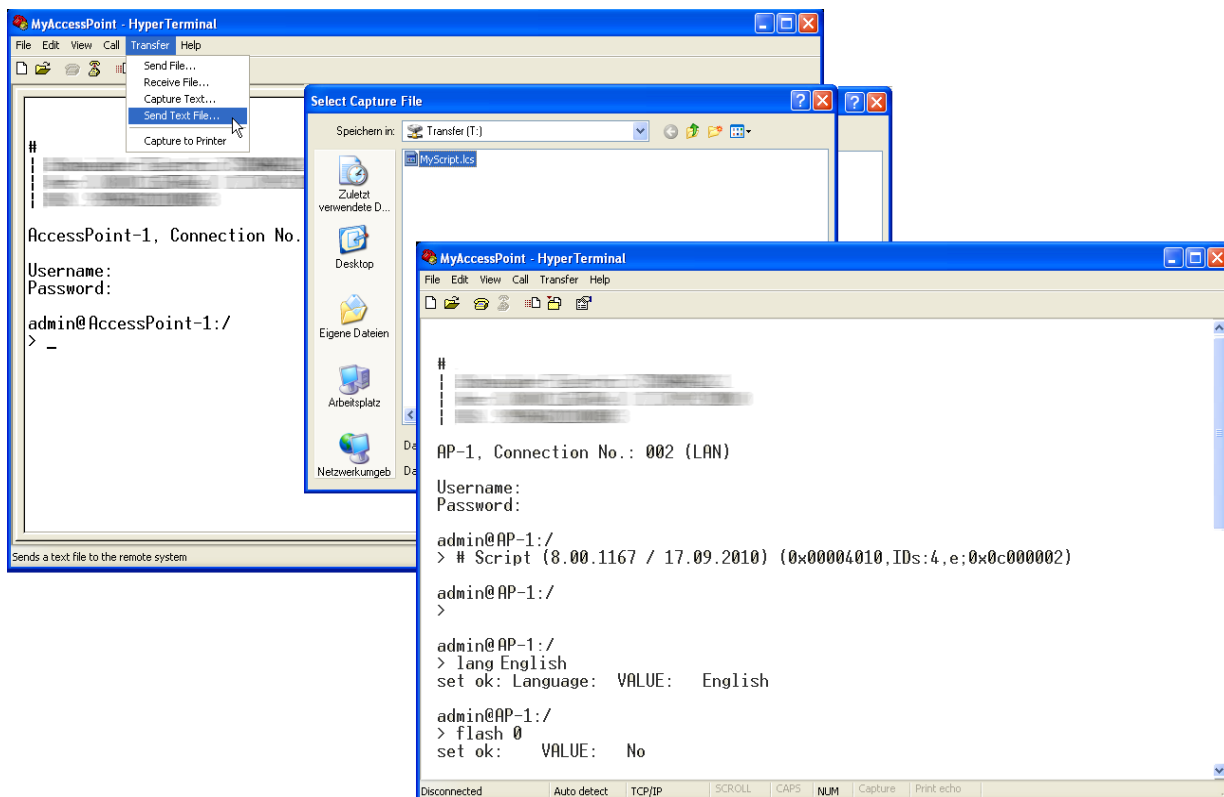 MyAccessPoint - HyperTerminal
File Edit View Call Transfer Help
Send File...
Receive File...
Capture Text...
Send Text File...
Capture to Printer
#
AccessPoint-1, Connection No.
Username:
Password:
admin@AccessPoint-1:/
> _
Sends a text file to the remote system
Select Capture File
Speichern in: Transfer (T:)
MyScript.lcs
Zuletzt
verwendete D...
Desktop
Eigene Dateien
Arbeitsplatz
Netzwerkumgeb
MyAccessPoint - HyperTerminal
File Edit View Call Transfer Help
#
AP-1, Connection No.: 002 (LAN)
Username:
Password:
admin@AP-1:/
> # Script (8.00.1167 / 17.09.2010) (0x00004010,IDs:4,e;0x0c000002)
admin@AP-1:/
>
admin@AP-1:/
> lang English
set ok: Language: VALUE: English
admin@AP-1:/
> flash 0
set ok: VALUE: No
Disconnected Auto detect TCP/IP SCROLL CAPS NUM Capture Print echo